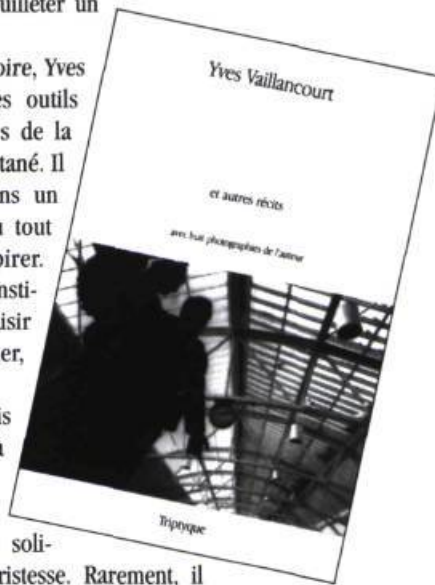 uilleter un
oire, Yves
es outils
s de la
tané. Il
ns un
u tout
pirer.
nsti-
isir
er,
is
a
soli-
ristesse. Rarement, il
Yves Vaillancourt
et autres récits
avec huit photographies de l'auteur
Triptyque